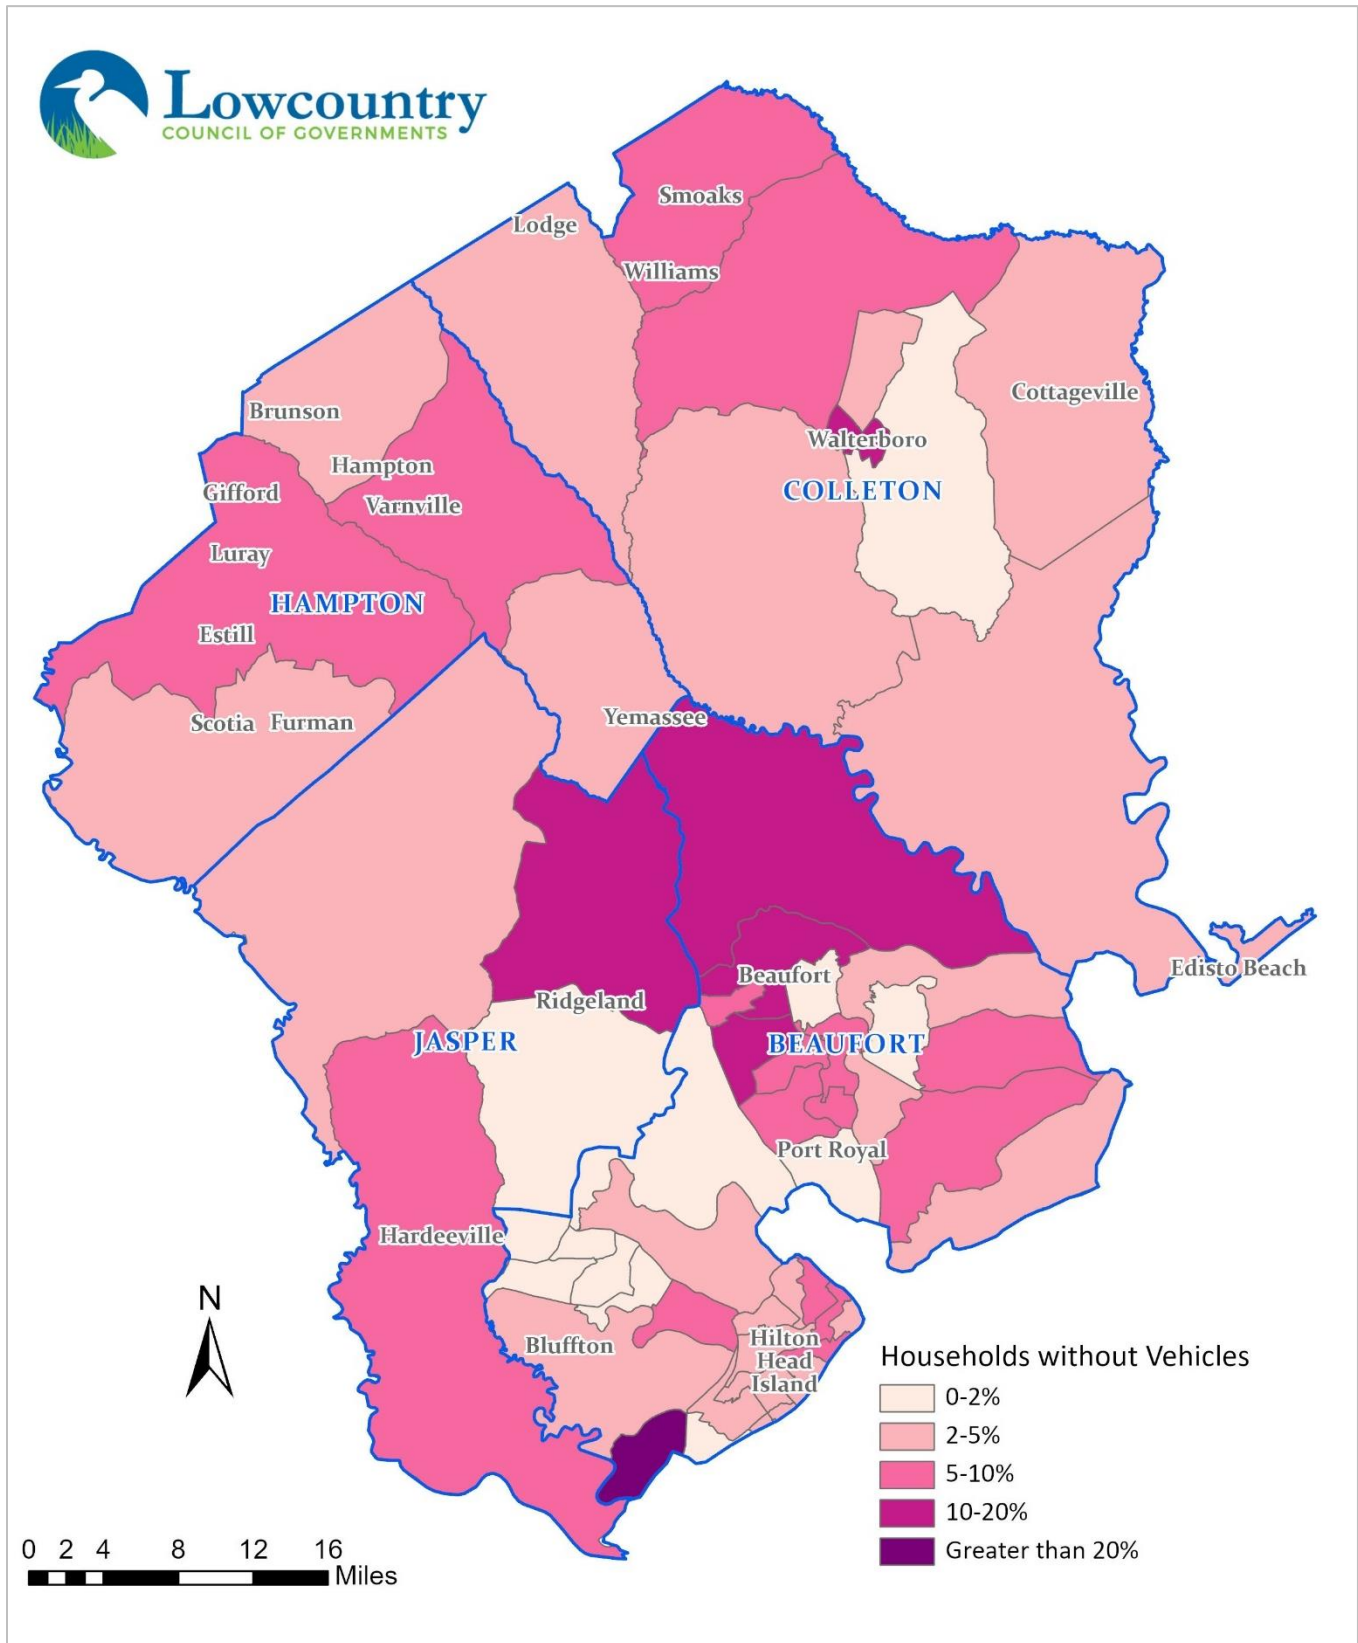 Lowcountry
COUNCIL OF GOVERNMENTS
Smoaks
Lodge
Williams
Cottageville
Brunson
Walterboro
Hampton
COLLETON
Gifford
Varnville
Luray
HAMPTON
Estill
Scotia
Furman
Yemassee
Edisto Beach
Beaufort
Ridgeland
JASPER
BEAUFORT
Port Royal
Hardeeville
N
Bluffton
Hilton
Head
Island
Households without Vehicles
0-2%
2-5%
5-10%
10-20%
Greater than 20%
0 2 4 8 12 16
Miles